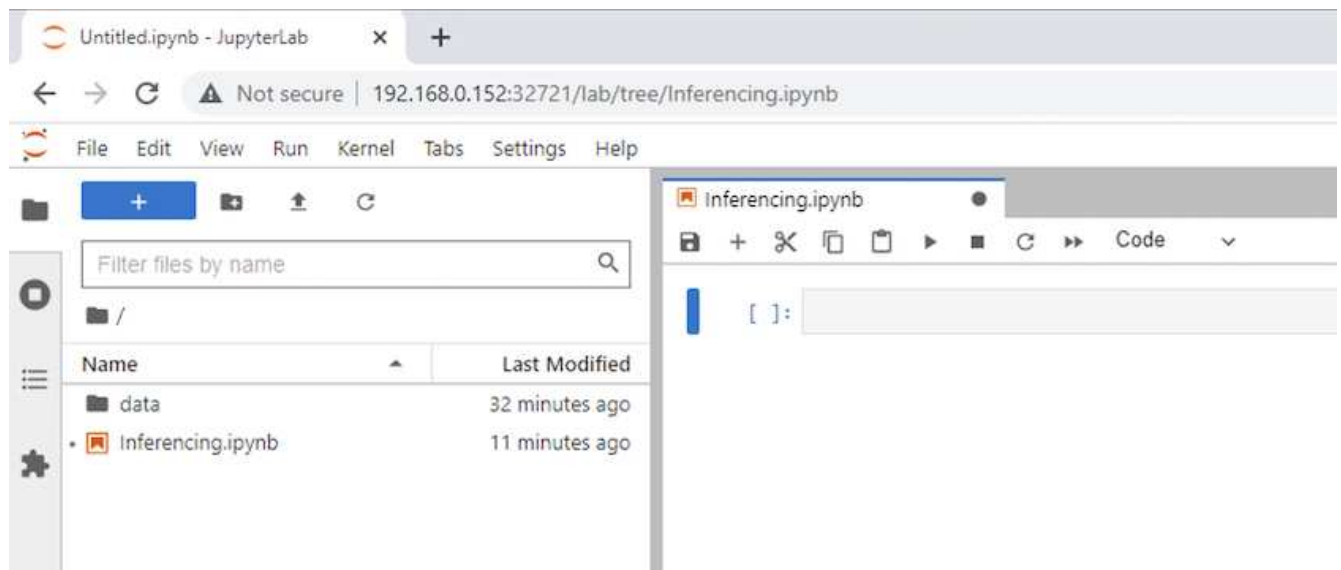 Untitled.ipynb - JupyterLab
Not secure | 192.168.0.152:32721/lab/tree/Inferencing.ipynb
File Edit View Run Kernel Tabs Settings Help
Inferencing.ipynb
Code
Filter files by name
/
[ ]:
Name Last Modified
data 32 minutes ago
Inferencing.ipynb 11 minutes ago